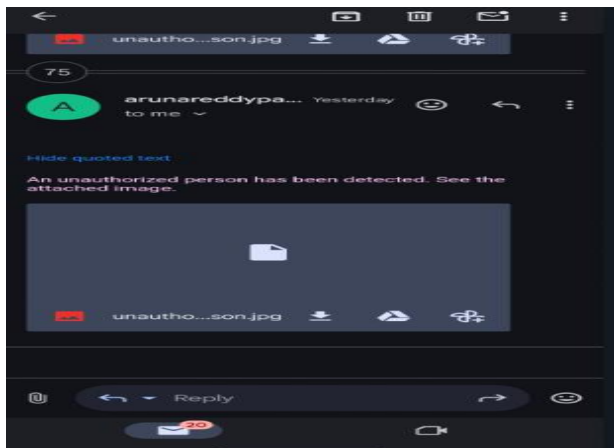 unautho...son.jpg
75
A
arunareddypa... Yesterday
to me
Hide quoted text
An unauthorized person has been detected. See the
attached image.
unautho...son.jpg
Reply
20